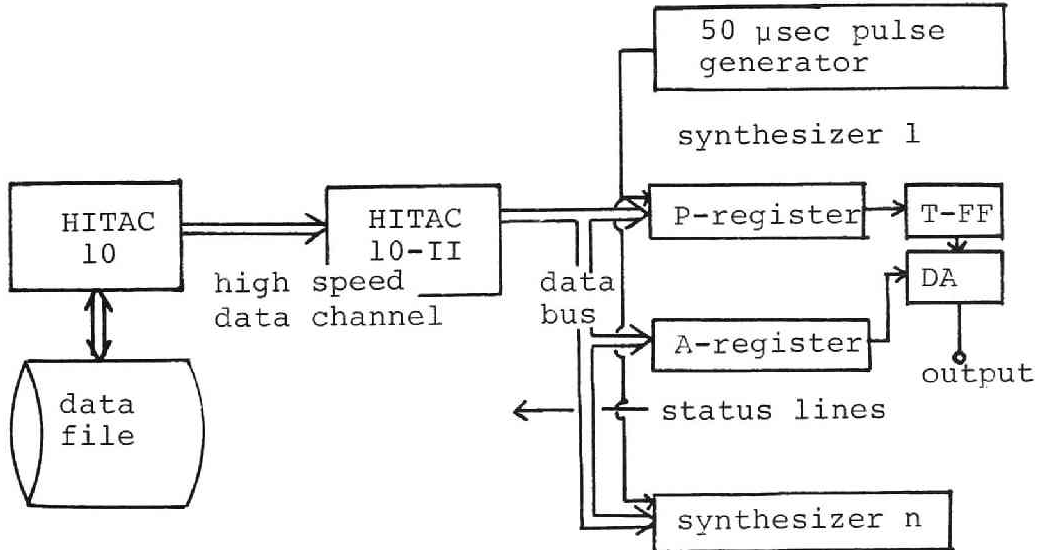 50 μsec pulse
generator
synthesizer 1
HITAC
10
HITAC
10-II
P-register
T-FF
high speed
data channel
data
bus
DA
A-register
output
data
file
status lines
synthesizer n